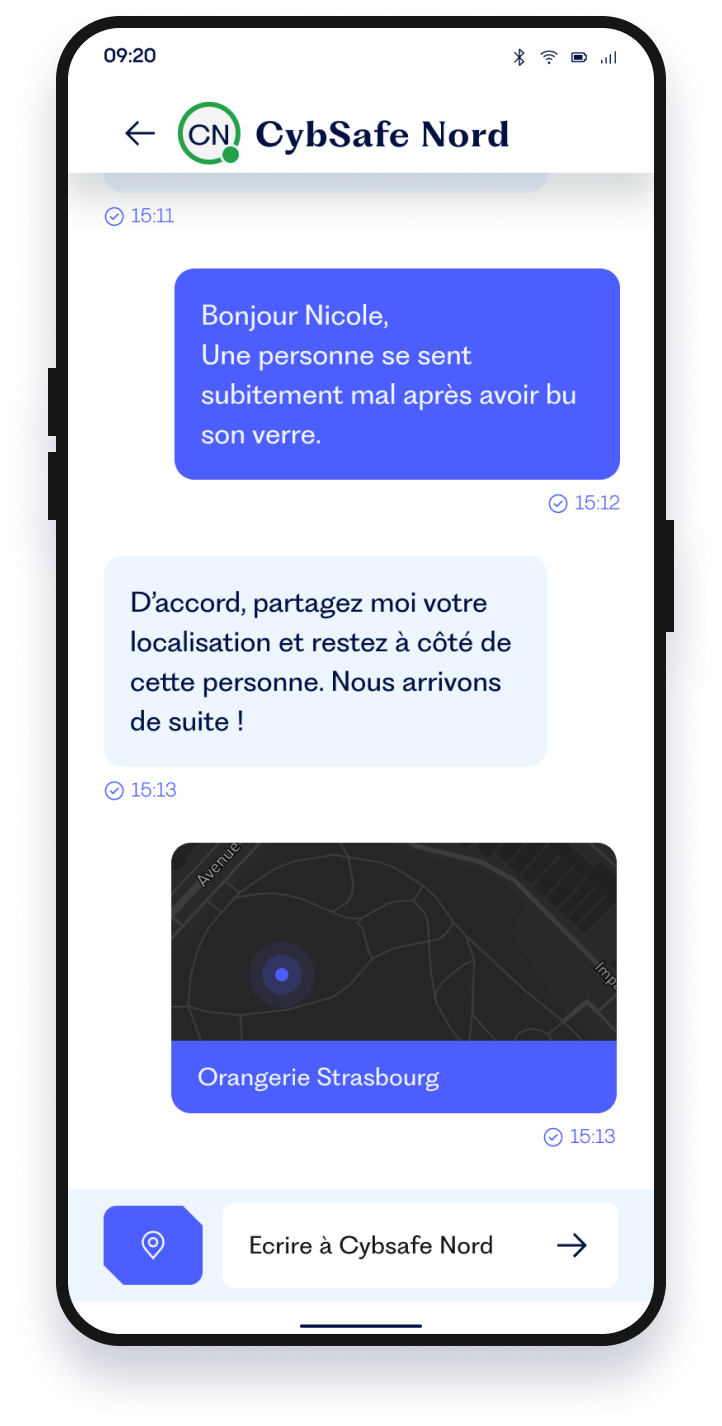 09:20
CN
CybSafe Nord
15:11
Bonjour Nicole,
Une personne se sent
subitement mal après avoir bu
son verre.
15:12
D’accord, partagez moi votre
localisation et restez à côté de
cette personne. Nous arrivons
de suite !
15:13
Avenue
Impa
Orangerie Strasbourg
15:13
Ecrire à Cybsafe Nord